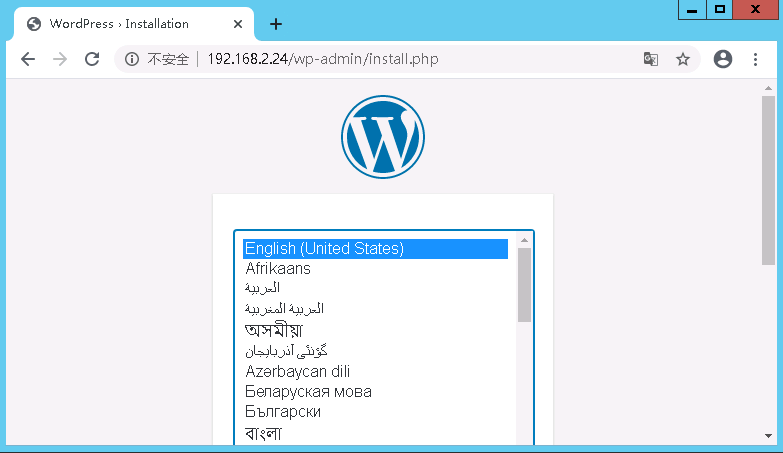 WordPress › Installation
不安全 | 192.168.2.24/wp-admin/install.php
English (United States)
Afrikaans
العربية
العربية المغربية
অসমীয়া
گؤنئی آذربایجان
Azərbaycan dili
Беларуская мова
Български
বাংলা